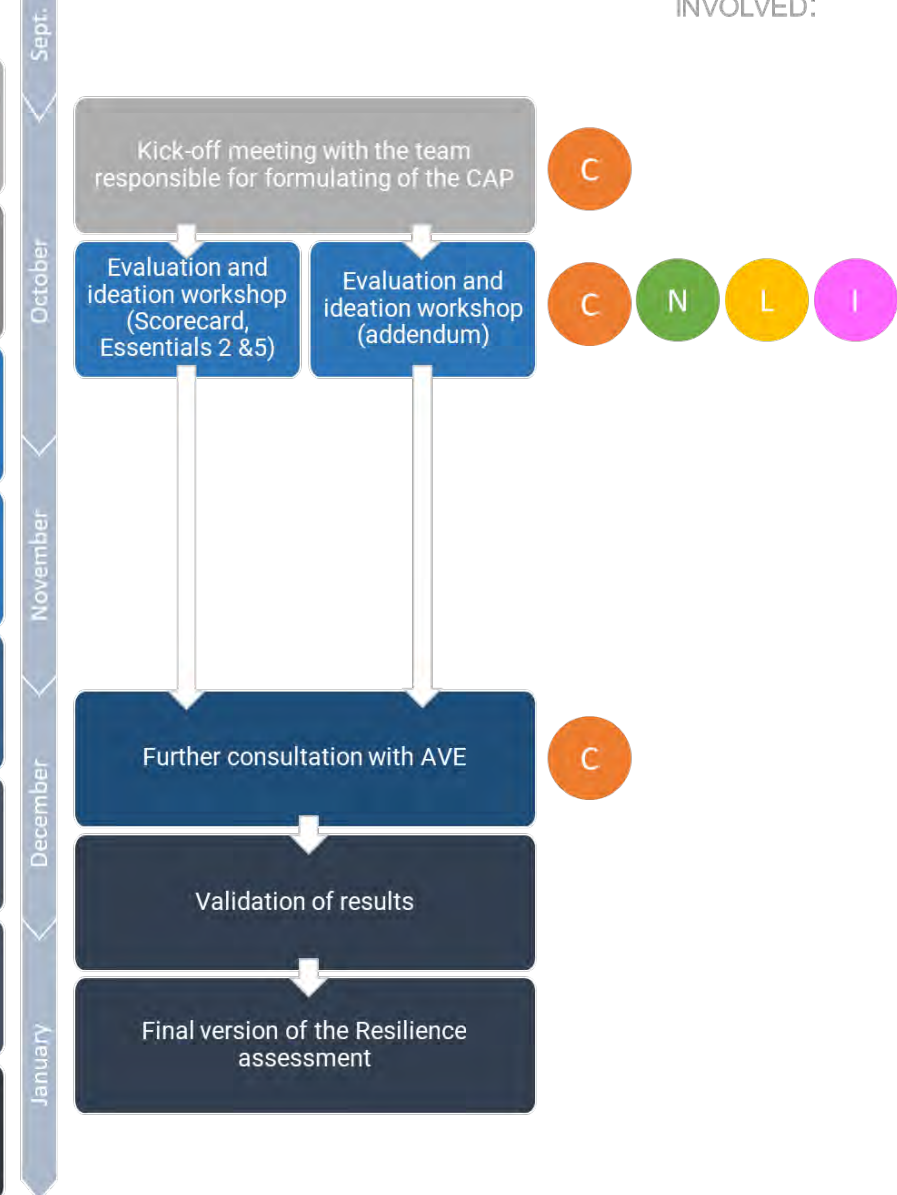 INVOLVED:
Sept.
Kick-off meeting with the team
responsible for formulating of the CAP
C
October
Evaluation and
ideation workshop
(Scorecard,
Essentials 2 &5)
Evaluation and
ideation workshop
(addendum)
C
N
L
I
November
December
Further consultation with AVE
C
Validation of results
January
Final version of the Resilience
assessment